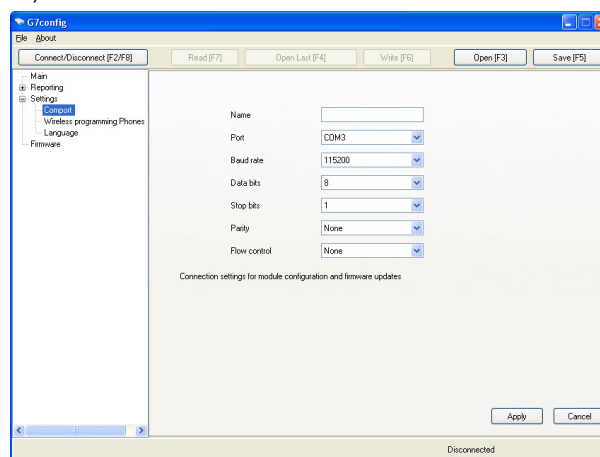 G7config
File About
Connect/Disconnect [F2/F8] Read [F7] Open Last [F4] Write [F6] Open [F3] Save [F5]
Main
Reporting
Settings
Comport
Wireless programming Phones
Language
Firmware
Name
Port COM3
Baud rate 115200
Data bits 8
Stop bits 1
Parity None
Flow control None
Connection settings for module configuration and firmware updates
Apply Cancel
Disconnected